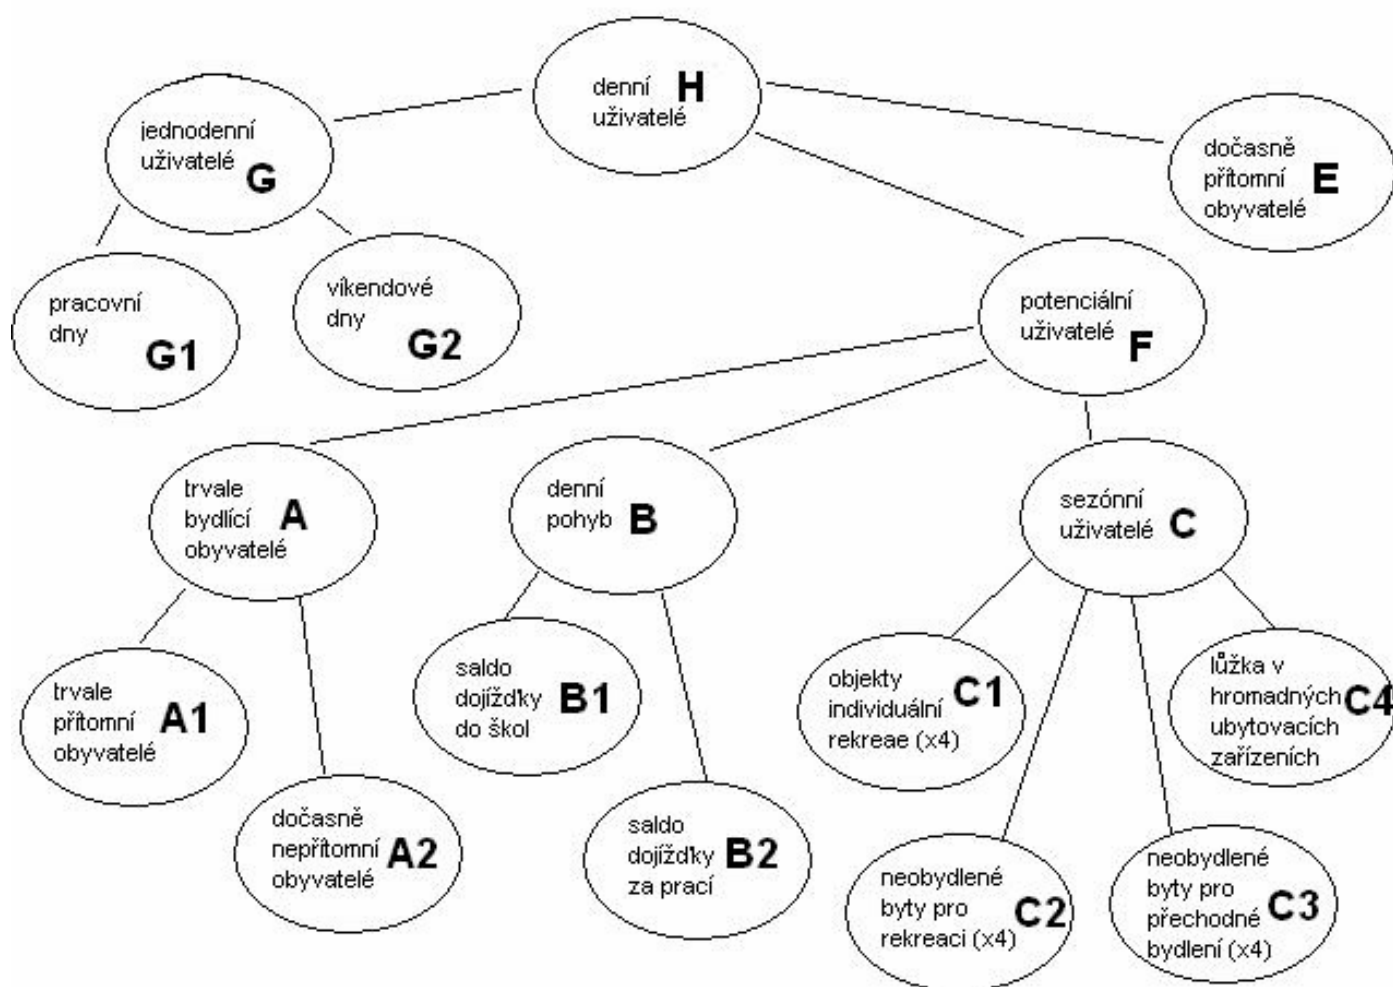 denní H
uživatelé
jednodenní
uživatelé G
dočasně
přítomní E
obyvatelé
pracovní
dny
G1
víkendové
dny
G2
potenciální
uživatelé
F
trvale
bydlící A
obyvatelé
denní
pohyb B
sezónní
uživatelé C
trvale
přítomní A1
obyvatelé
dočasně
nepřítomní A2
obyvatelé
saldo
dojížďky B1
do škol
saldo
dojížďky B2
za prací
objekty
individuální C1
rekreae (x4)
neobydlené
byty pro C2
rekreaci (x4)
neobydlené
byty pro
přechodné C3
bydlení (x4)
lůžka v
hromadných C4
ubytovacích
zařízeních